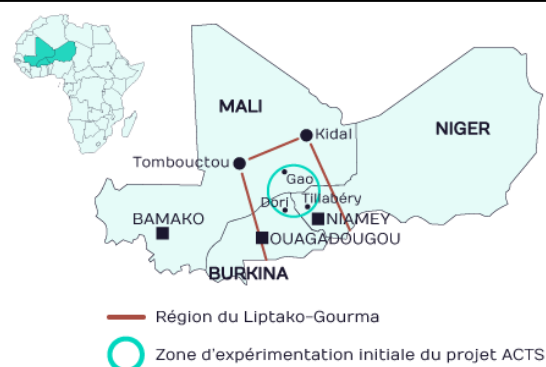 MALI
Kidal
NIGER
Tombouctou
Gao
Dori
Tillabéry
BAMAKO
NIAMEY
OUAGADOUGOU
BURKINA
Région du Liptako-Gourma
Zone d'expérimentation initiale du projet ACTS